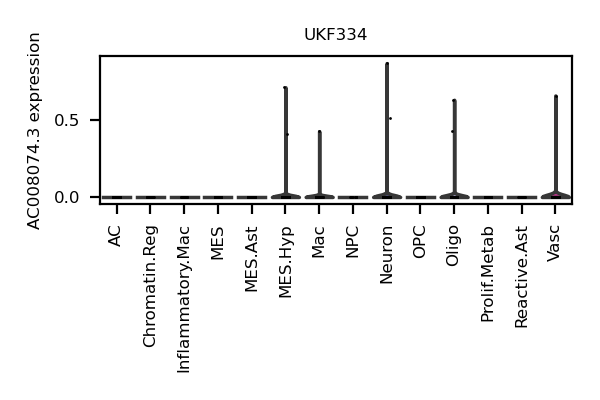 UKF334
AC008074.3 expression
0.5
0.0
AC
Chromatin.Reg
Inflammatory.Mac
MES
MES.Ast
MES.Hyp
Mac
NPC
Neuron
OPC
Oligo
Prolif.Metab
Reactive.Ast
Vasc